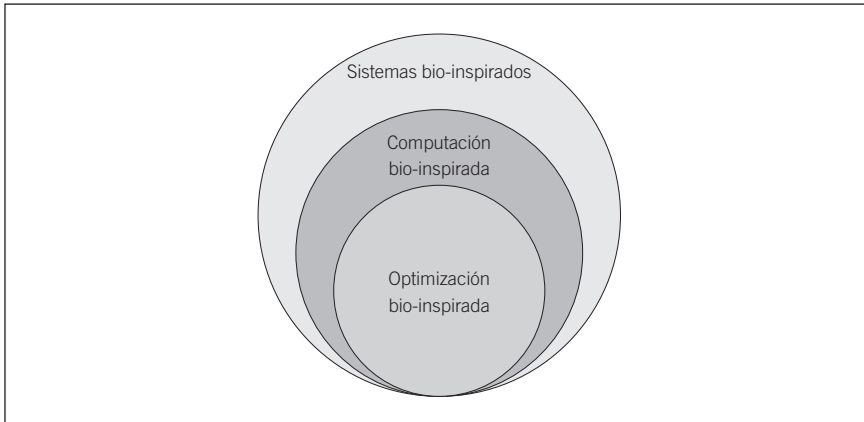 Sistemas bio-inspirados
Computación
bio-inspirada
Optimización
bio-inspirada